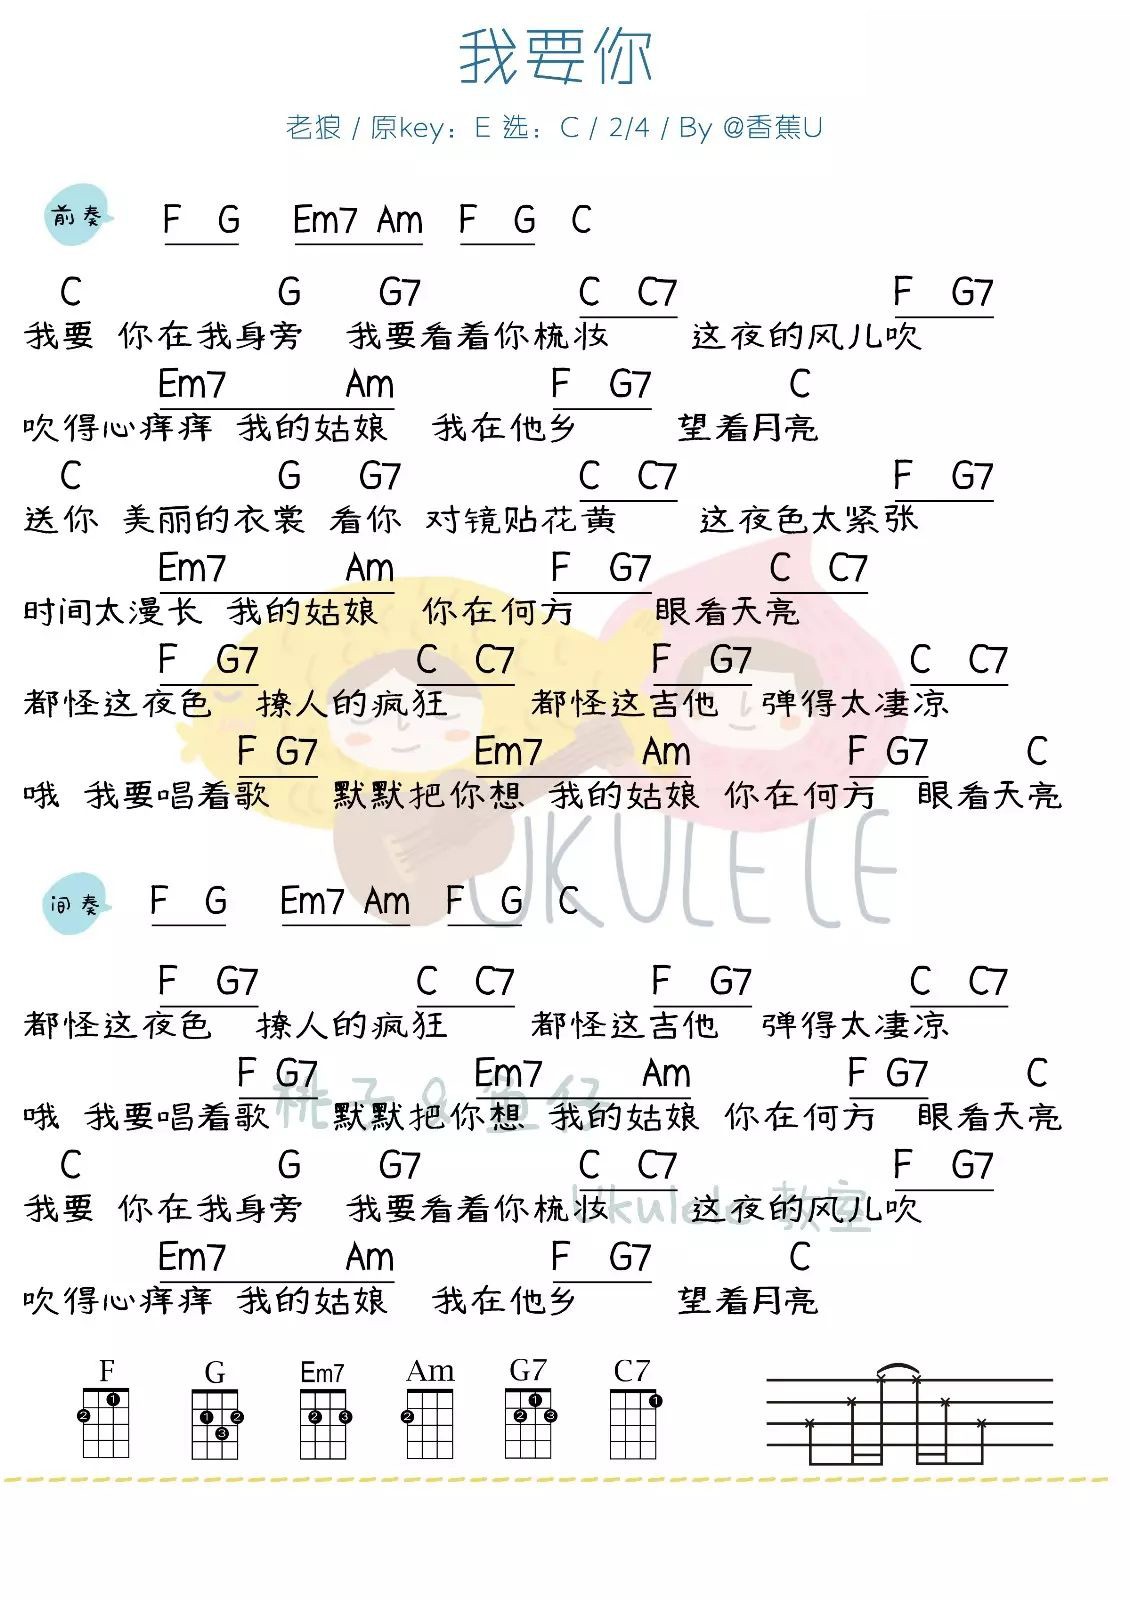 我要你
老狼 / 原key：E 选：C / 2/4 / By @香蕉U
前奏 F G Em7 Am F G C
C G G7 C C7 F G7
我要 你在我身旁 我要看着你梳妆 这夜的风儿吹
Em7 Am F G7 C
吹得心痒痒 我的姑娘 我在他乡 望着月亮
C G G7 C C7 F G7
送你 美丽的衣裳 看你 对镜贴花黄 这夜色太紧张
Em7 Am F G7 C C7
时间太漫长 我的姑娘 你在何方 眼看天亮
F G7 C C7 F G7 C C7
都怪这夜色 撩人的疯狂 都怪这吉他 弹得太凄凉
F G7 Em7 Am F G7 C
哦 我要唱着歌 默默把你想 我的姑娘 你在何方 眼看天亮
UKULELE
间奏 F G Em7 Am F G C
F G7 C C7 F G7 C C7
都怪这夜色 撩人的疯狂 都怪这吉他 弹得太凄凉
F G7 Em7 Am F G7 C
桃子&鱼仔
哦 我要唱着歌 默默把你想 我的姑娘 你在何方 眼看天亮
C G G7 C C7 F G7
我要 你在我身旁 我要看着你梳妆 这夜的风儿吹
Ukulele 教室
Em7 Am F G7 C
吹得心痒痒 我的姑娘 我在他乡 望着月亮
F G Em7 Am G7 C7
1 2
1 2 3
2 3
2
1 2 3
1